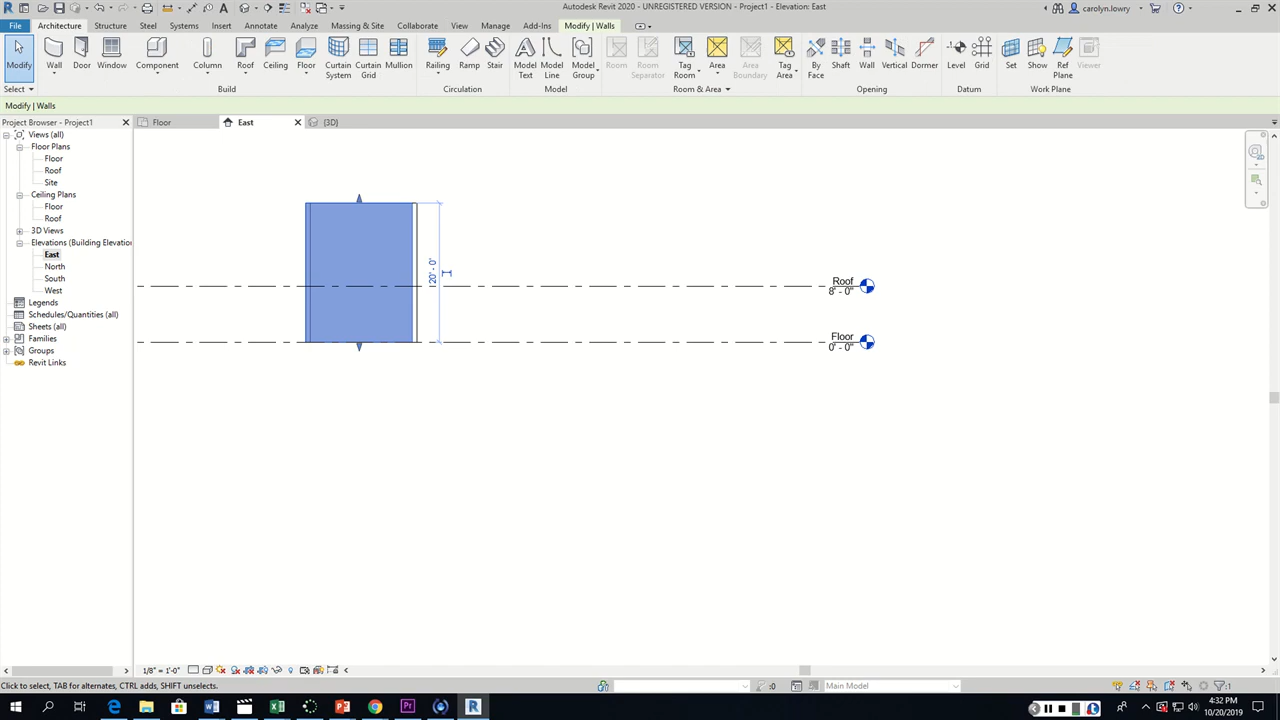 Autodesk Revit 2020 - UNREGISTERED VERSION - Project1 - Elevation: East
carolyn.lowry
File Architecture Structure Steel Systems Insert Annotate Analyze Massing & Site Collaborate View Manage Add-Ins Modify | Walls
Modify Wall Door Window Component Column Roof Ceiling Floor Curtain System Curtain Grid Mullion Railing Ramp Stair Model Text Model Line Model Group Room Room Separator Tag Room Area Area Boundary Tag Area By Face Shaft Wall Vertical Dormer Level Grid Set Show Ref Plane Viewer
Select Build Circulation Model Room & Area Opening Datum Work Plane
Modify | Walls
Project Browser - Project1
Floor East {3D}
Views (all)
Floor Plans
Floor
Roof
Site
Ceiling Plans
Floor
Roof
3D Views
Elevations (Building Elevatio
East
North
South
West
Legends
Schedules/Quantities (all)
Sheets (all)
Families
Groups
Revit Links
20' - 0"
Roof
8' - 0"
Floor
0' - 0"
1/8" = 1'-0"
Click to select, TAB for alternates, CTRL adds, SHIFT unselects.
:0
Main Model
:1
4:32 PM
10/20/2019